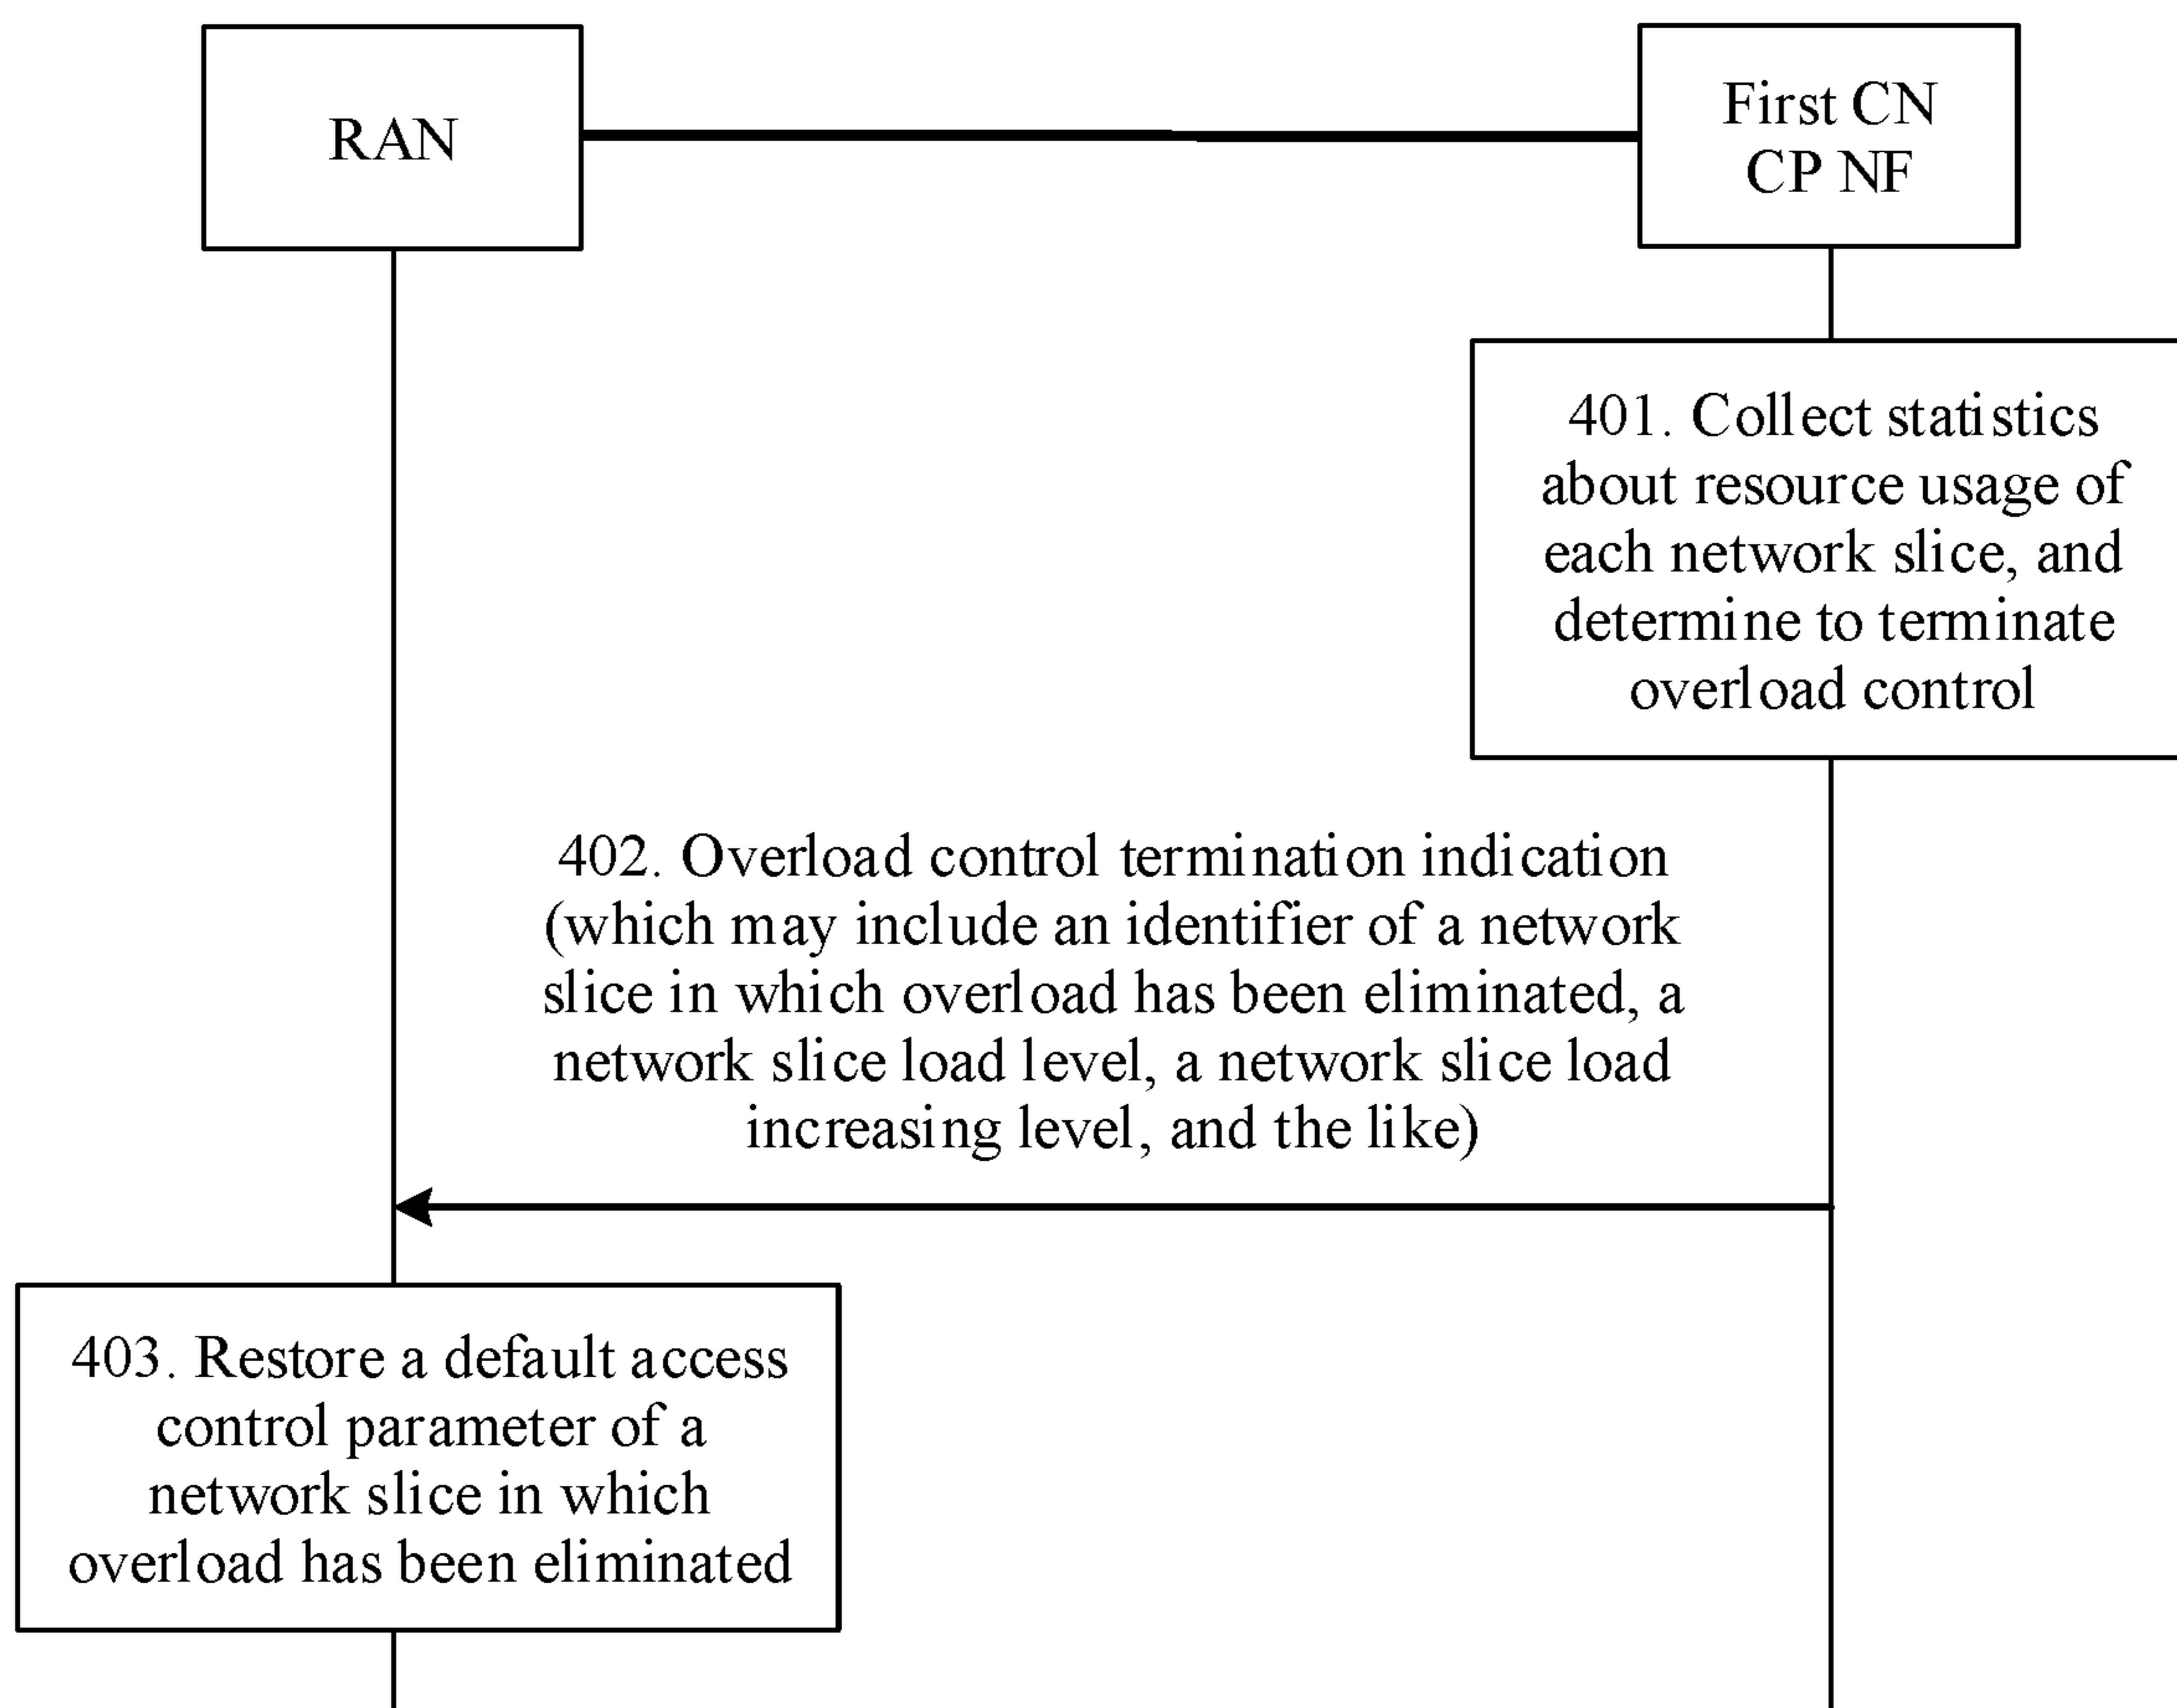 RAN
First CN
CP NF
401. Collect statistics
about resource usage of
each network slice, and
determine to terminate
overload control
402. Overload control termination indication
(which may include an identifier of a network
slice in which overload has been eliminated, a
network slice load level, a network slice load
increasing level, and the like)
403. Restore a default access
control parameter of a
network slice in which
overload has been eliminated